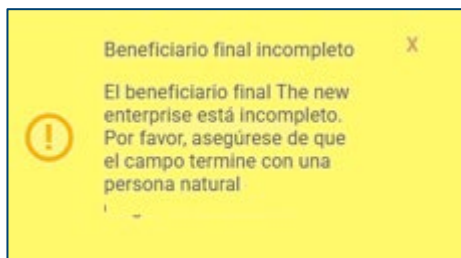 Beneficiario final incompleto
X
El beneficiario final The new
enterprise está incompleto.
Por favor, asegúrese de que
el campo termine con una
persona natural